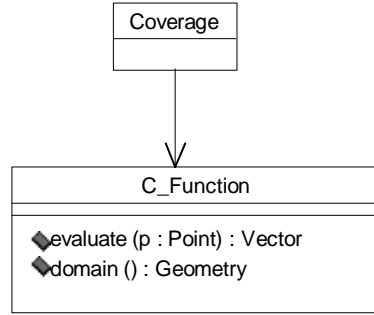 Coverage
C_Function
evaluate (p : Point) : Vector
domain () : Geometry